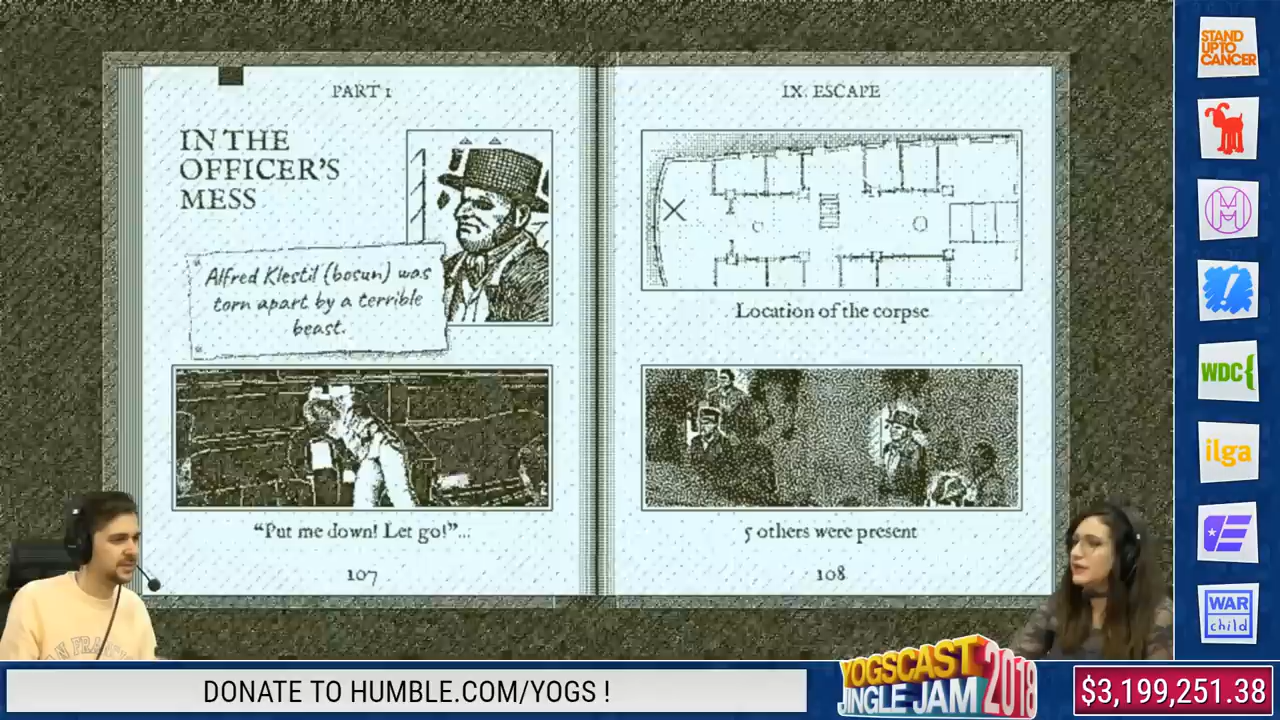 PART 1
IN THE
OFFICER'S
MESS
Alfred Klestil (bosun) was
torn apart by a terrible
beast.
"Put me down! Let go!"...
107
IX. ESCAPE
Location of the corpse
5 others were present
108
STAND
UP TO
CANCER
WDC
ilga
WAR
child
DONATE TO HUMBLE.COM/YOGS !
YOGSCAST
JINGLE JAM 2018
$3,199,251.38